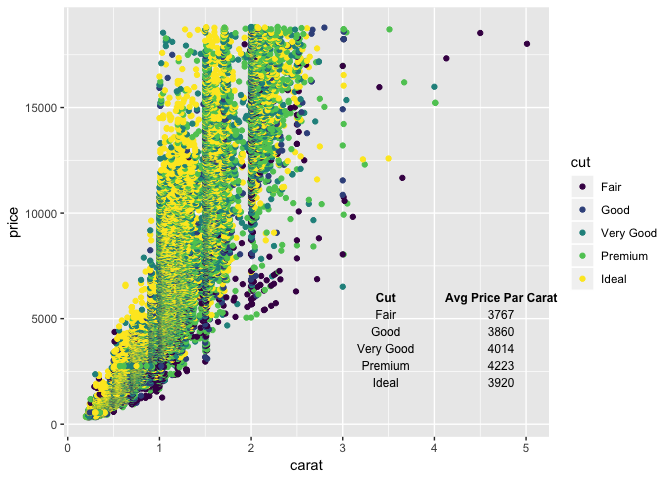 price
15000
10000
5000
0
0 1 2 3 4 5
carat
Cut Avg Price Par Carat
Fair 3767
Good 3860
Very Good 4014
Premium 4223
Ideal 3920
cut
Fair
Good
Very Good
Premium
Ideal